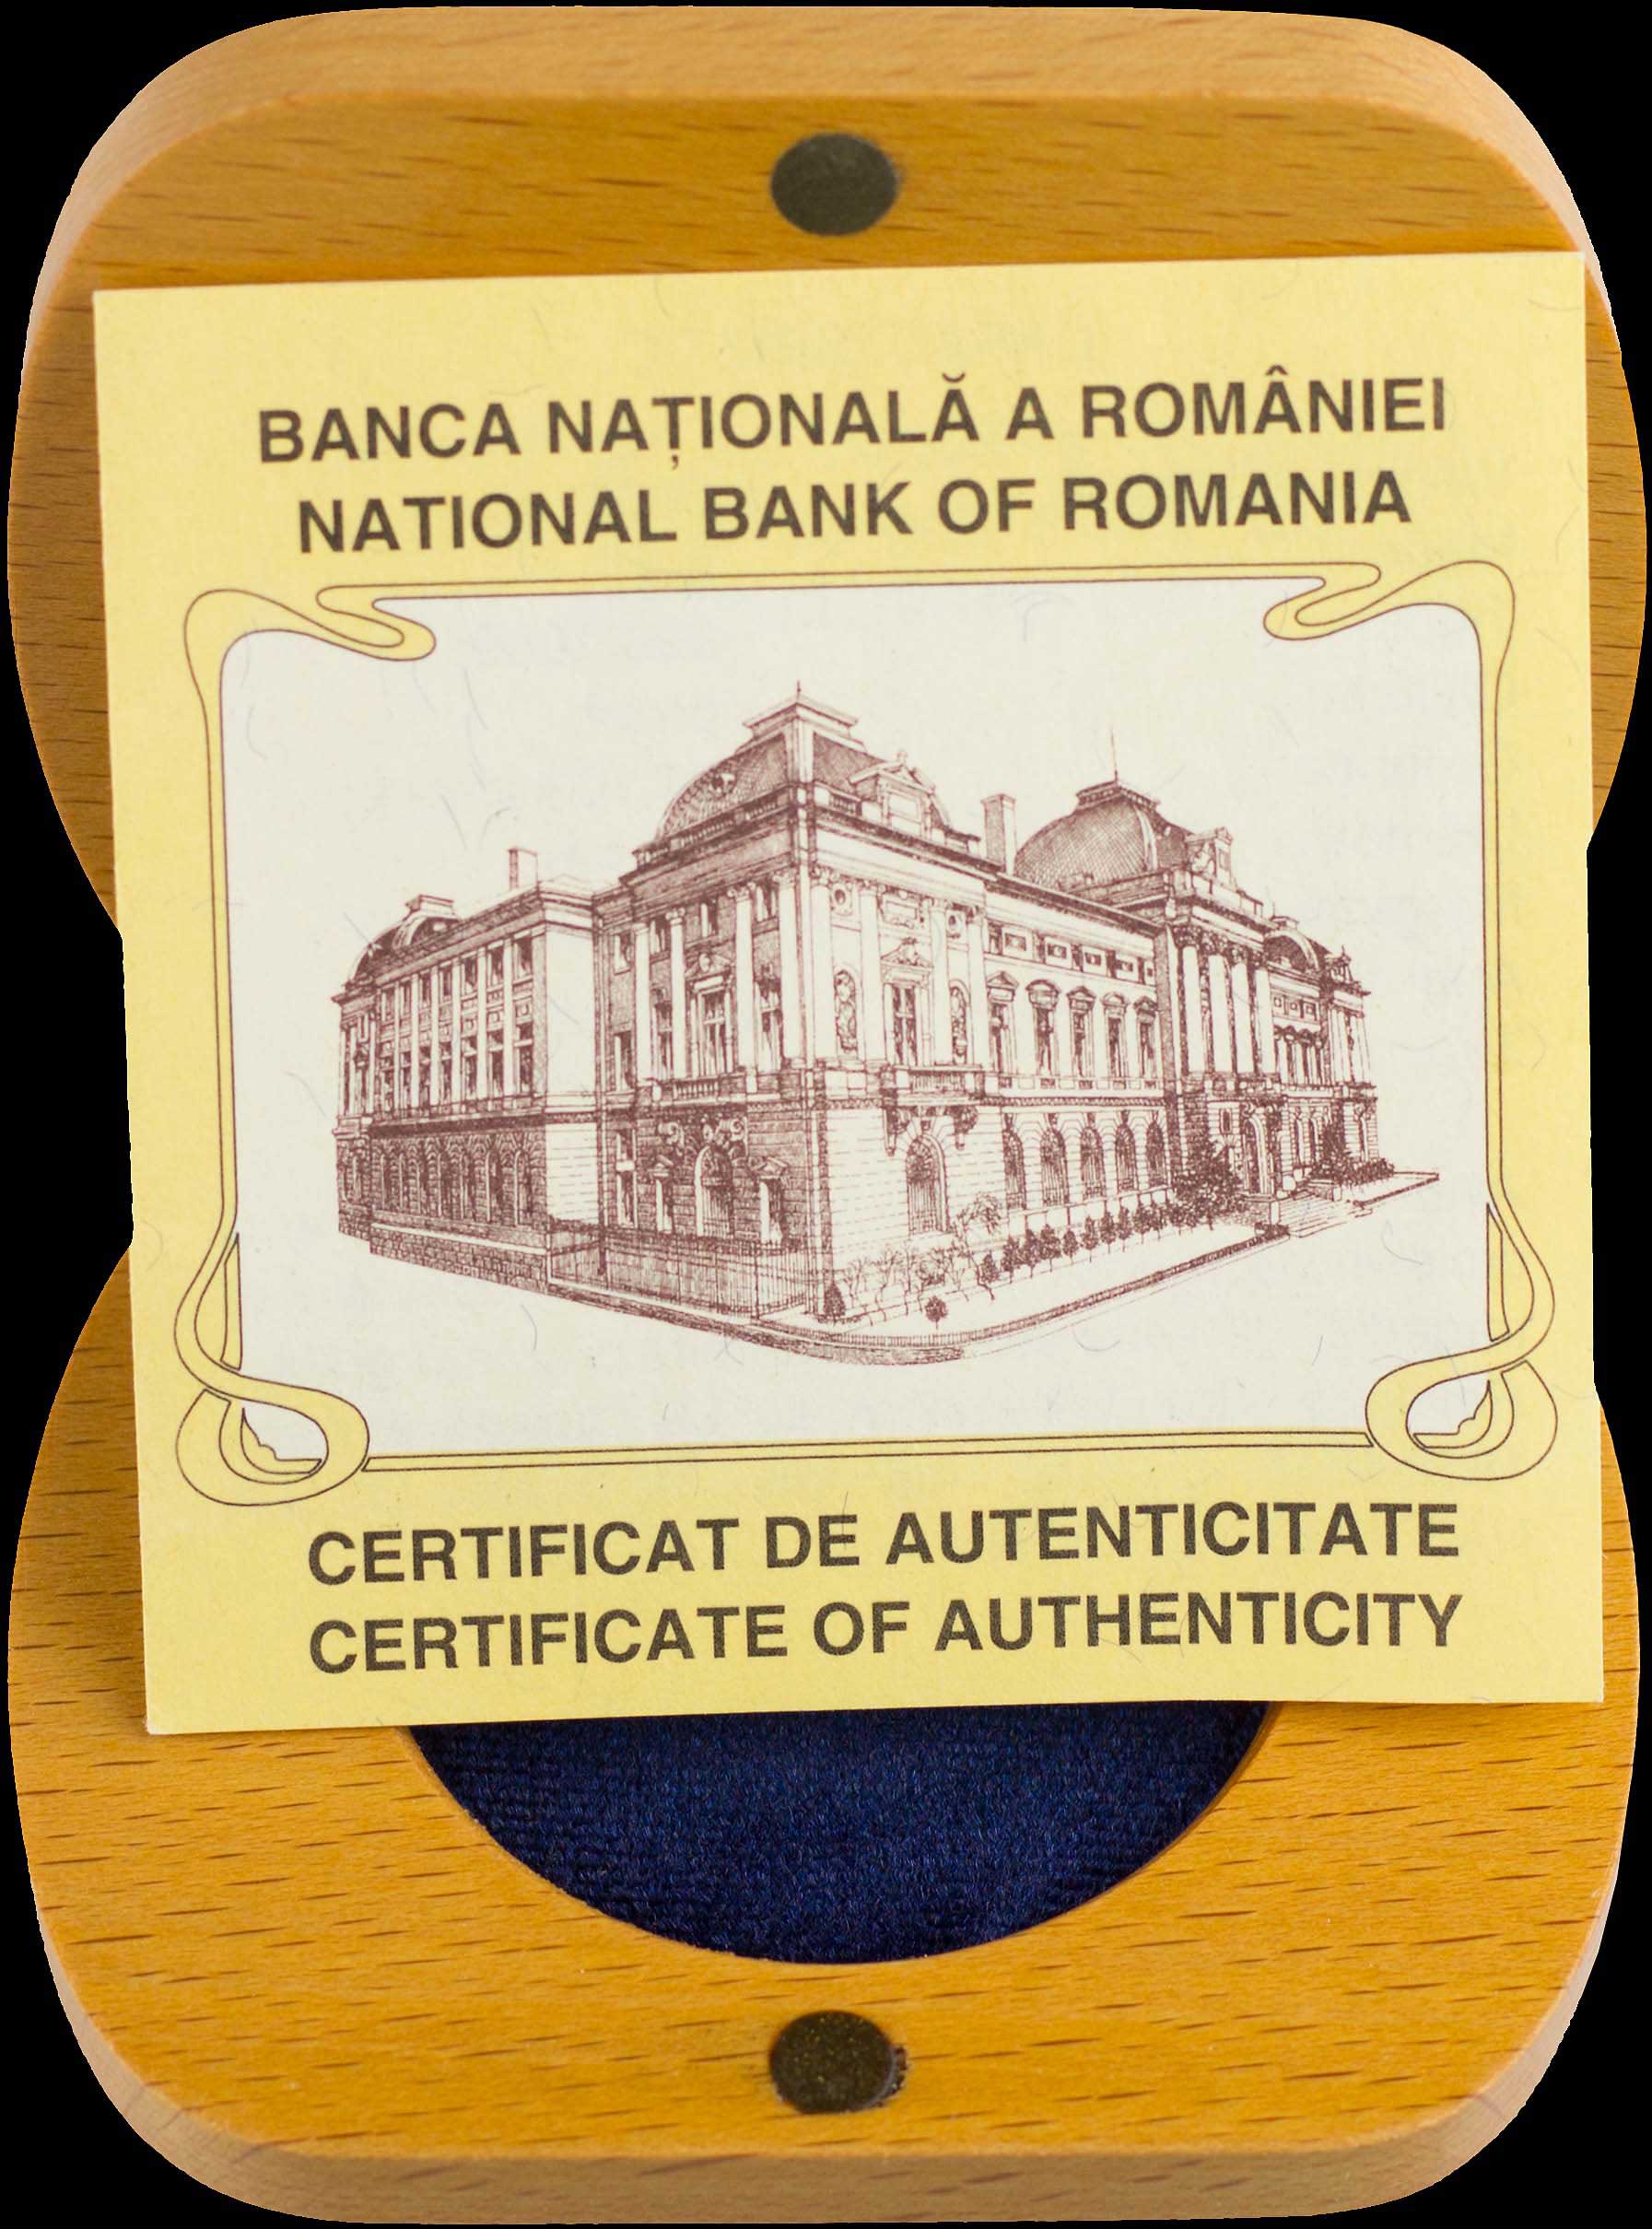 BANCA NAȚIONALĂ A ROMÂNIEI
NATIONAL BANK OF ROMANIA
CERTIFICAT DE AUTENTICITATE
CERTIFICATE OF AUTHENTICITY